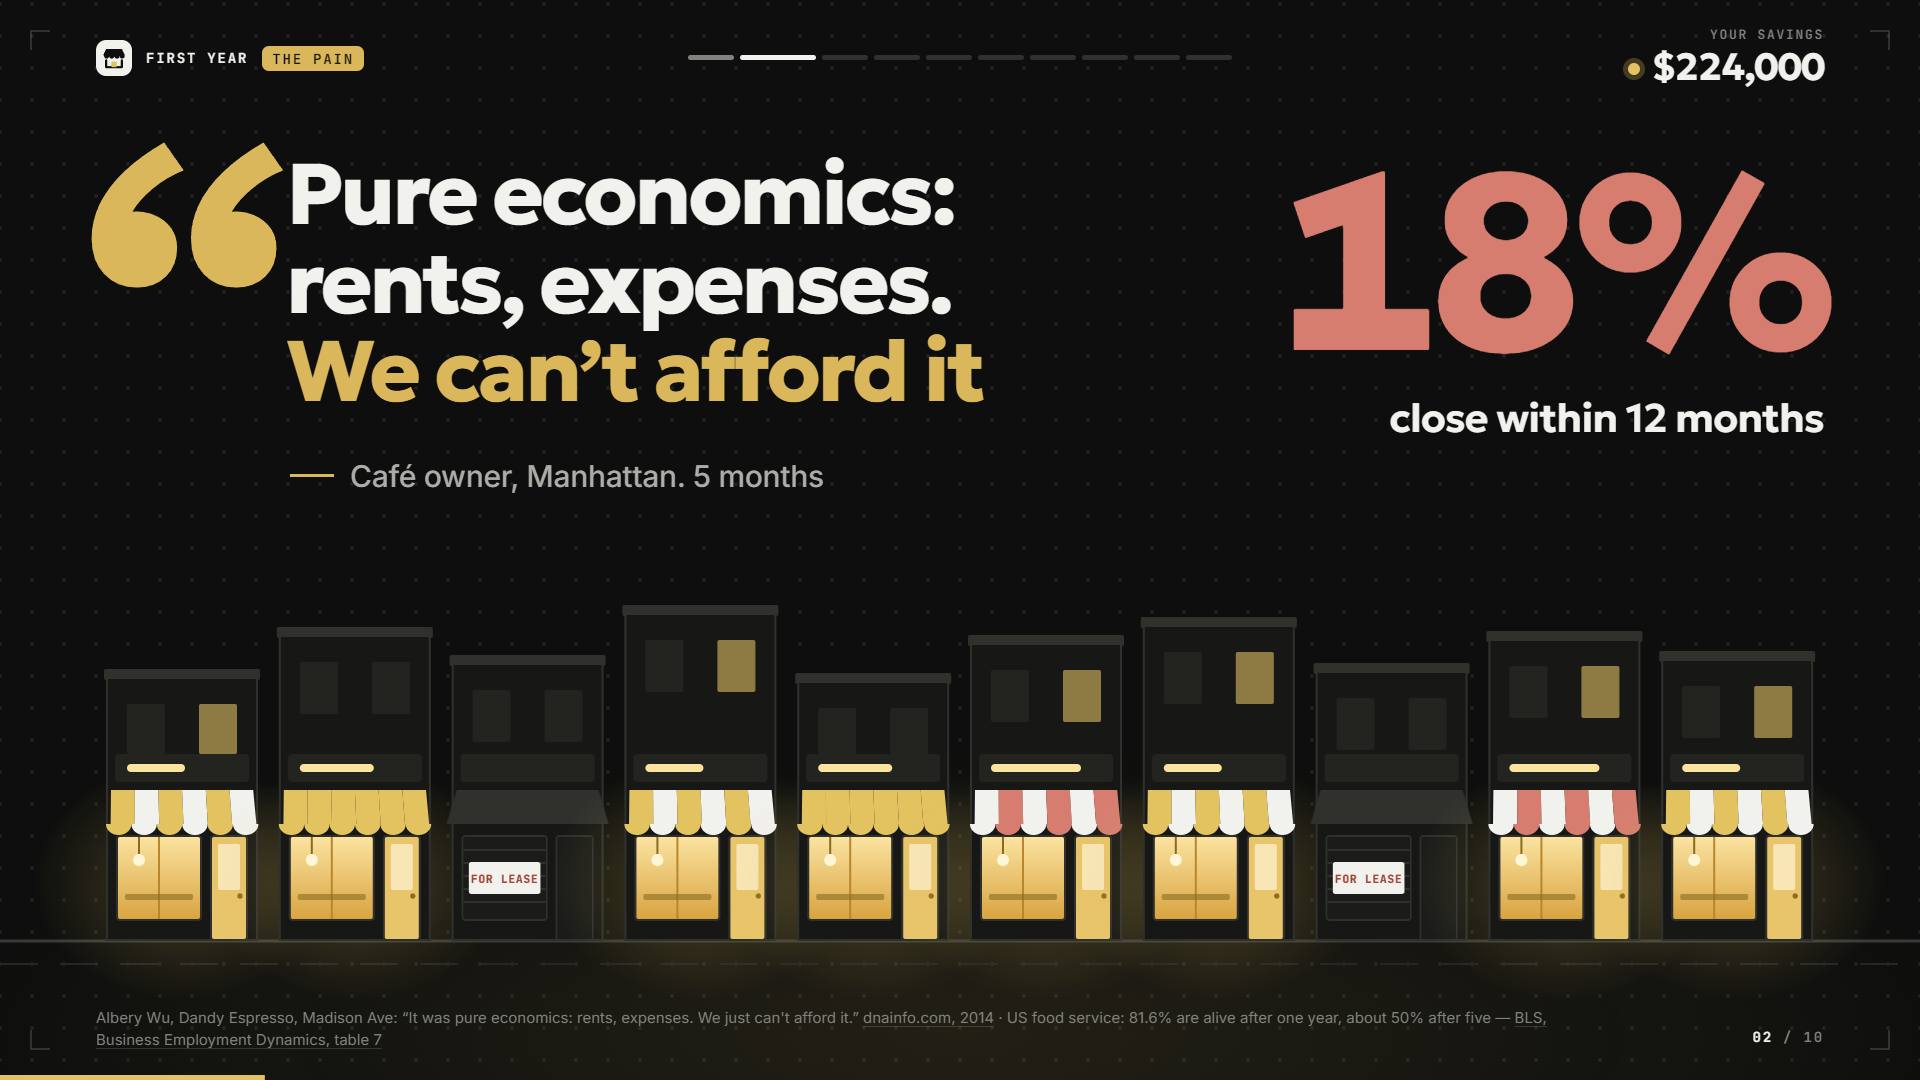 FIRST YEAR
THE PAIN
YOUR SAVINGS
$224,000
“Pure economics:
rents, expenses.
We can’t afford it
— Café owner, Manhattan. 5 months
18%
close within 12 months
FOR LEASE
FOR LEASE
Albery Wu, Dandy Espresso, Madison Ave: “It was pure economics: rents, expenses. We just can't afford it.” dnainfo.com, 2014 · US food service: 81.6% are alive after one year, about 50% after five — BLS,
Business Employment Dynamics, table 7
02 / 10